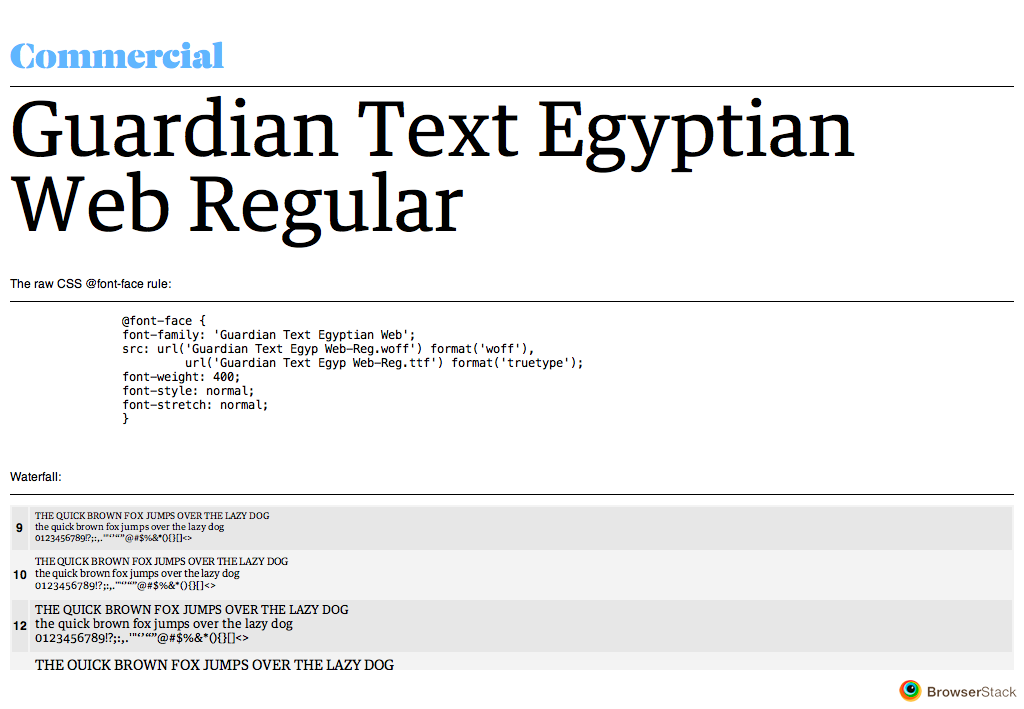 Commercial
Guardian Text Egyptian
Web Regular
The raw CSS @font-face rule:
@font-face {
font-family: 'Guardian Text Egyptian Web';
src: url('Guardian Text Egyp Web-Reg.woff') format('woff'),
url('Guardian Text Egyp Web-Reg.ttf') format('truetype');
font-weight: 400;
font-style: normal;
font-stretch: normal;
}
Waterfall:
9
THE QUICK BROWN FOX JUMPS OVER THE LAZY DOG
the quick brown fox jumps over the lazy dog
0123456789!?;:,.'"‘’“”@#$%&*(){}[]<>
10
THE QUICK BROWN FOX JUMPS OVER THE LAZY DOG
the quick brown fox jumps over the lazy dog
0123456789!?;:,.'"‘’“”@#$%&*(){}[]<>
12
THE QUICK BROWN FOX JUMPS OVER THE LAZY DOG
the quick brown fox jumps over the lazy dog
0123456789!?;:,.'"‘’“”@#$%&*(){}[]<>
THE QUICK BROWN FOX JUMPS OVER THE LAZY DOG
BrowserStack